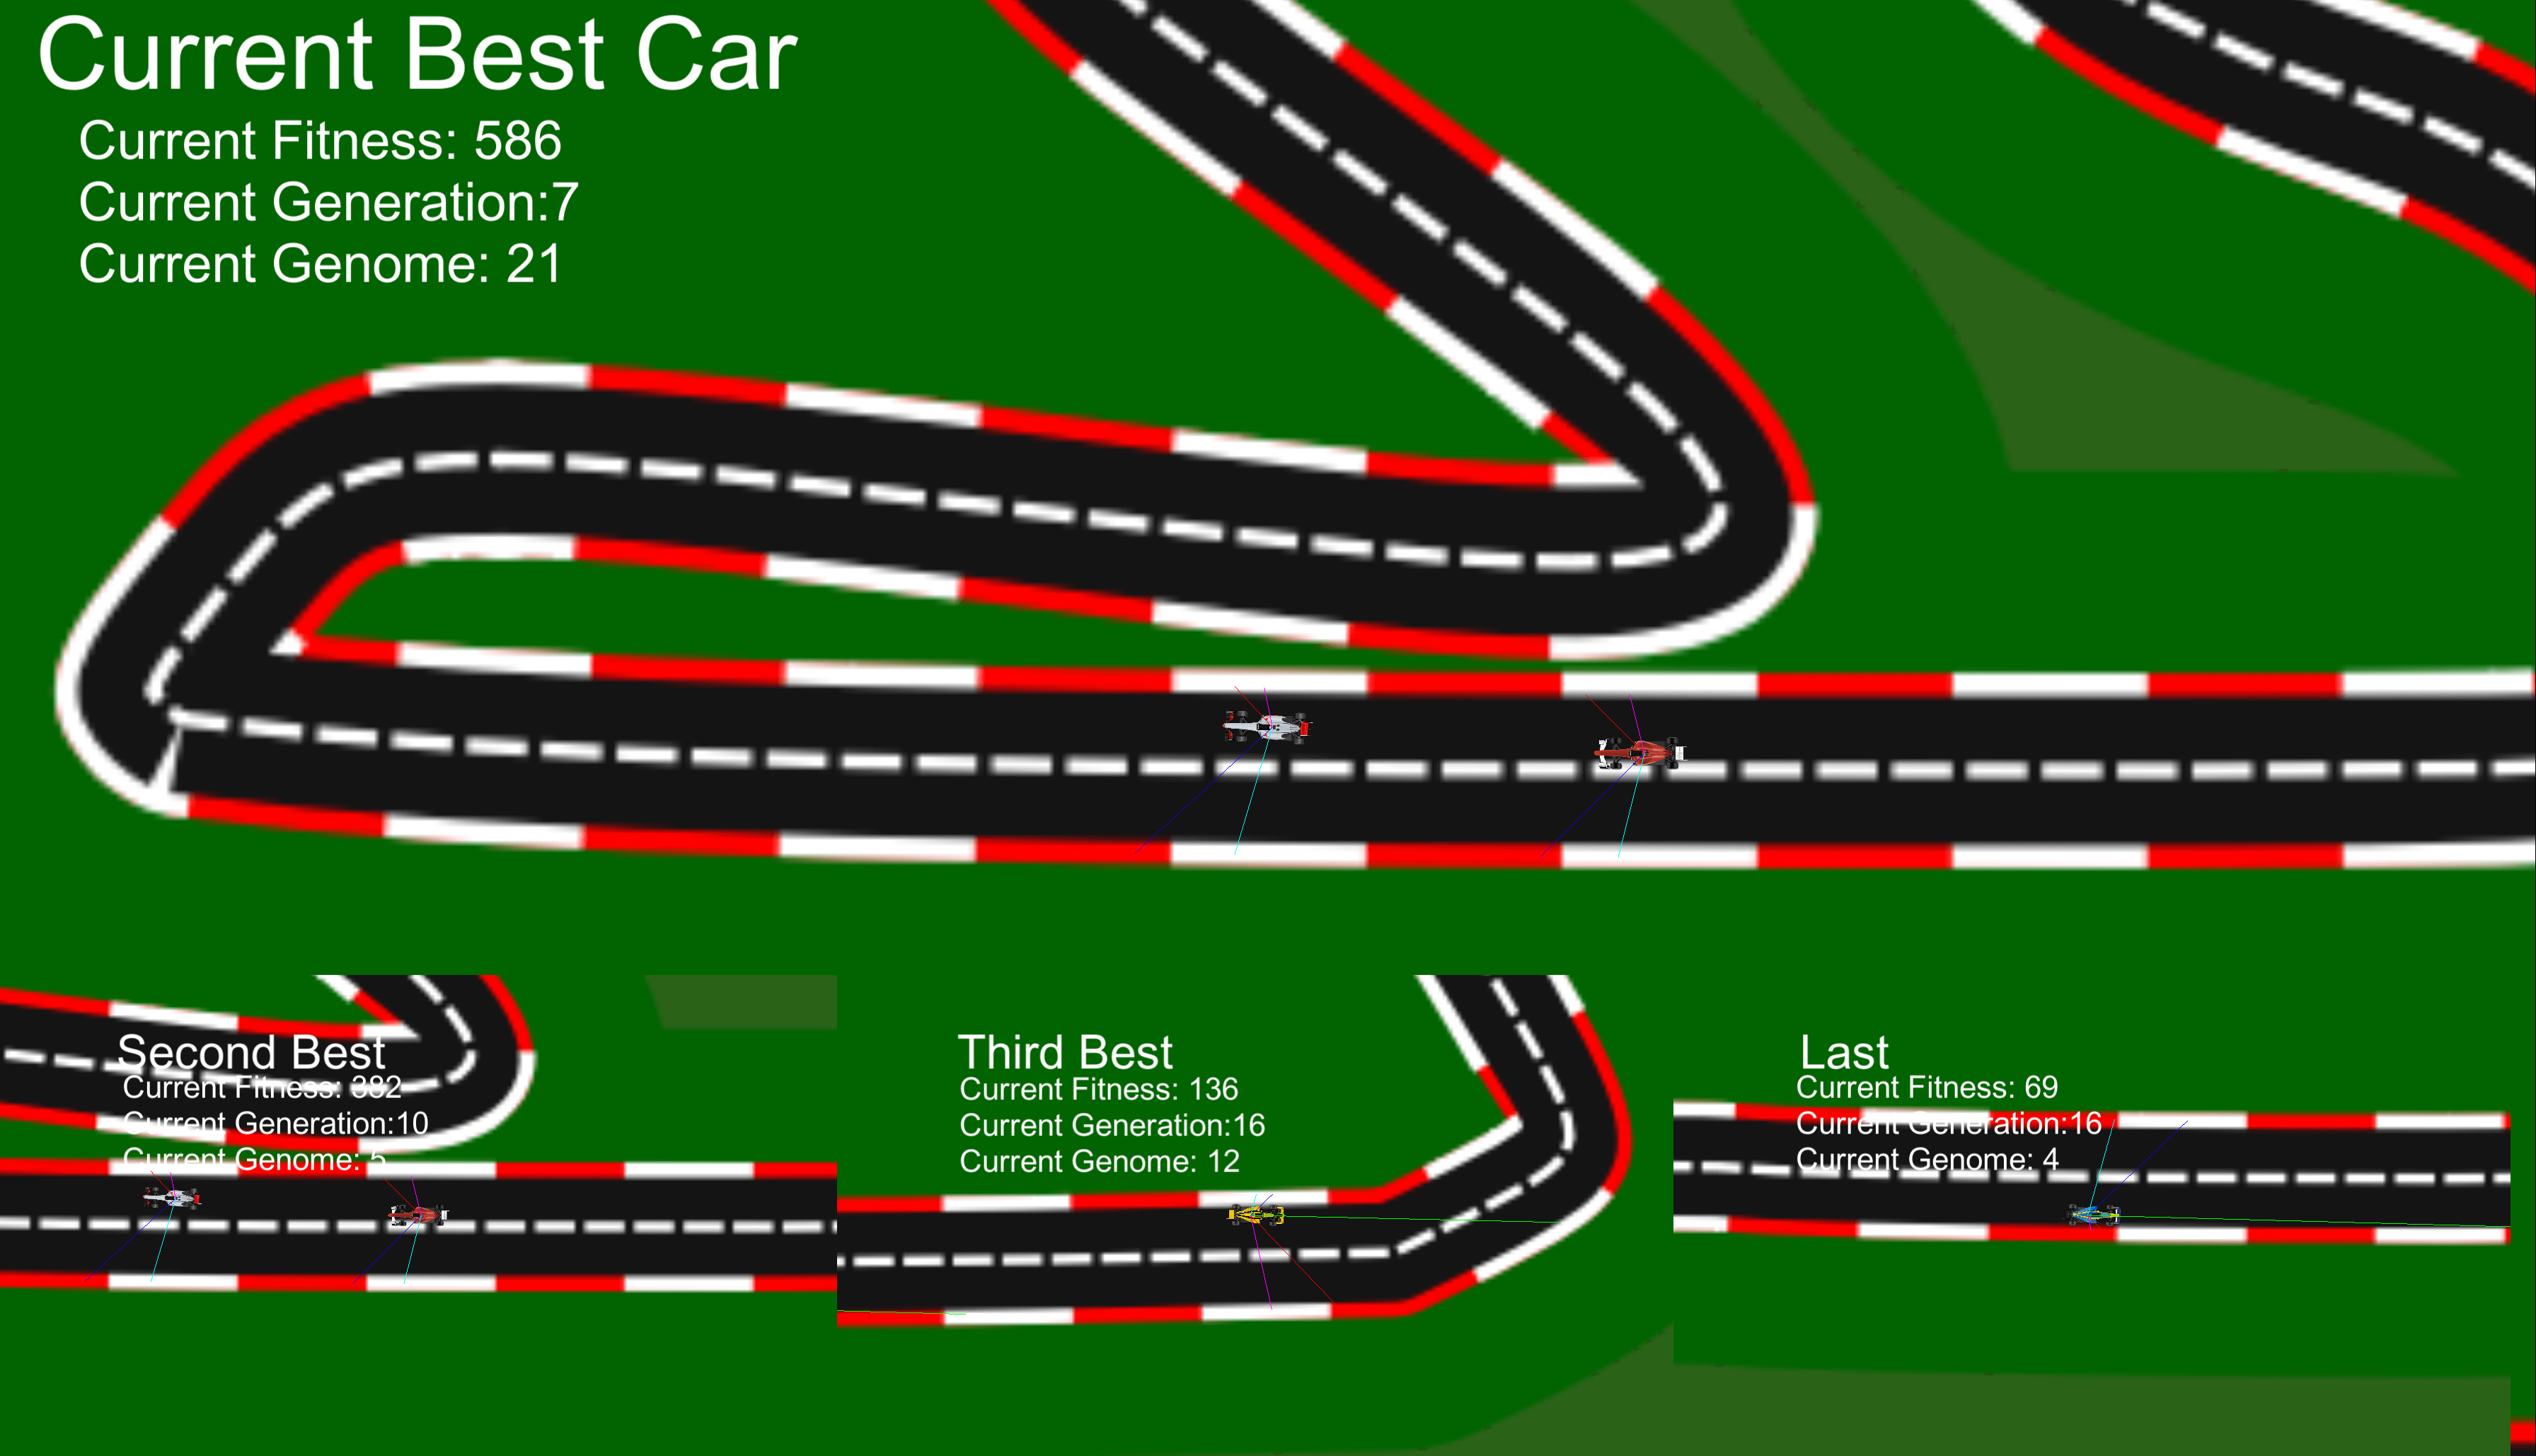 Current Best Car
Current Fitness: 586
Current Generation:7
Current Genome: 21
Second Best
Current Fitness: 382
Current Generation:10
Current Genome: 5
Third Best
Current Fitness: 136
Current Generation:16
Current Genome: 12
Last
Current Fitness: 69
Current Generation:16
Current Genome: 4